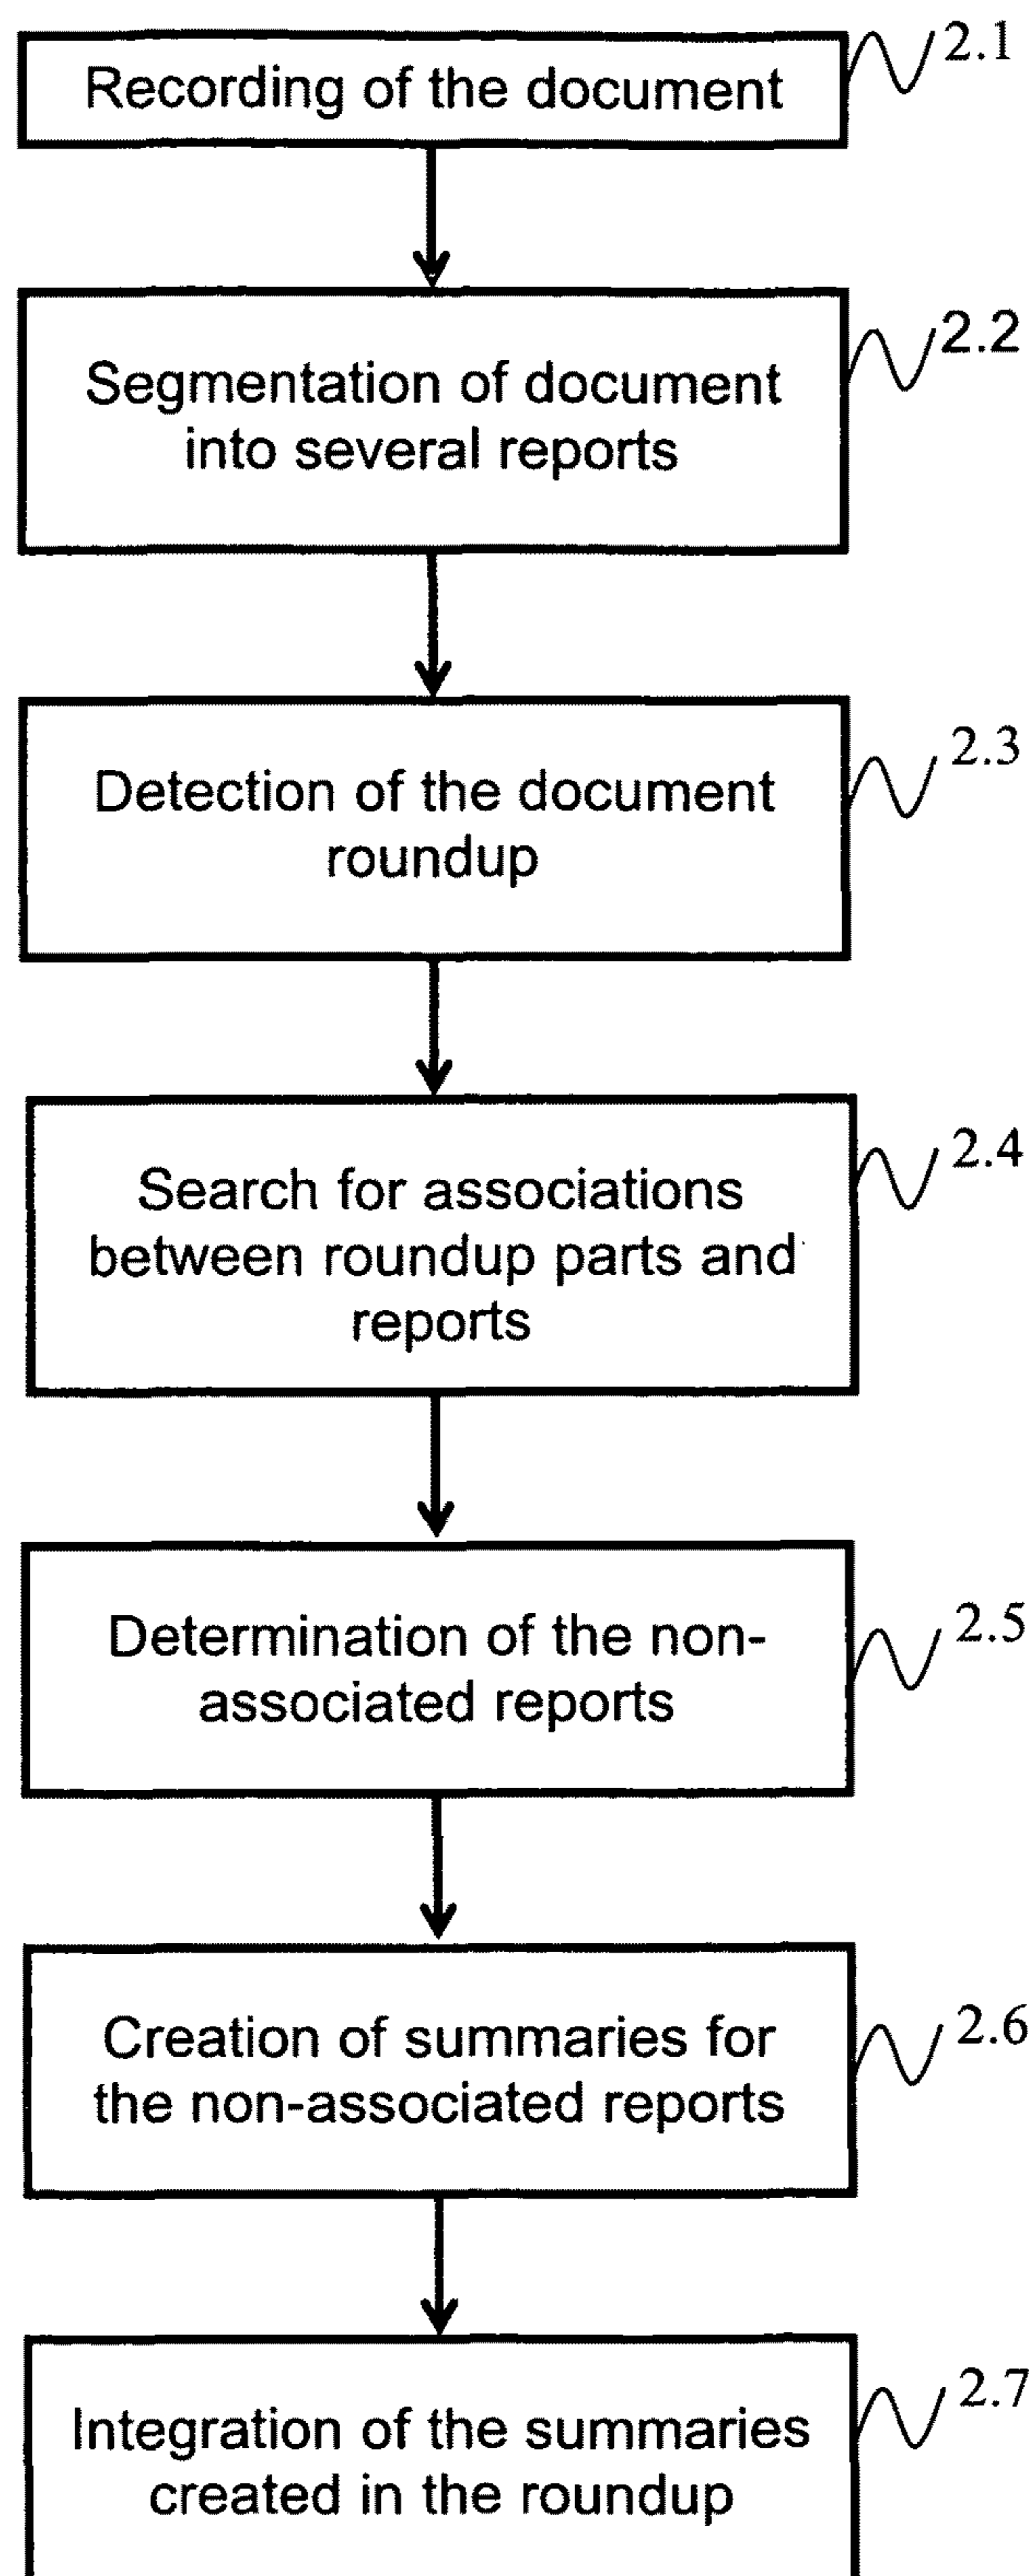 2.1
Recording of the document
2.2
Segmentation of document
into several reports
2.3
Detection of the document
roundup
2.4
Search for associations
between roundup parts and
reports
2.5
Determination of the non-
associated reports
2.6
Creation of summaries for
the non-associated reports
2.7
Integration of the summaries
created in the roundup